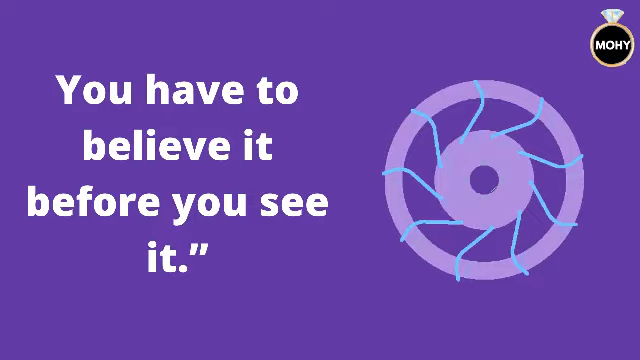 MOHY
You have to
believe it
before you see
it.”